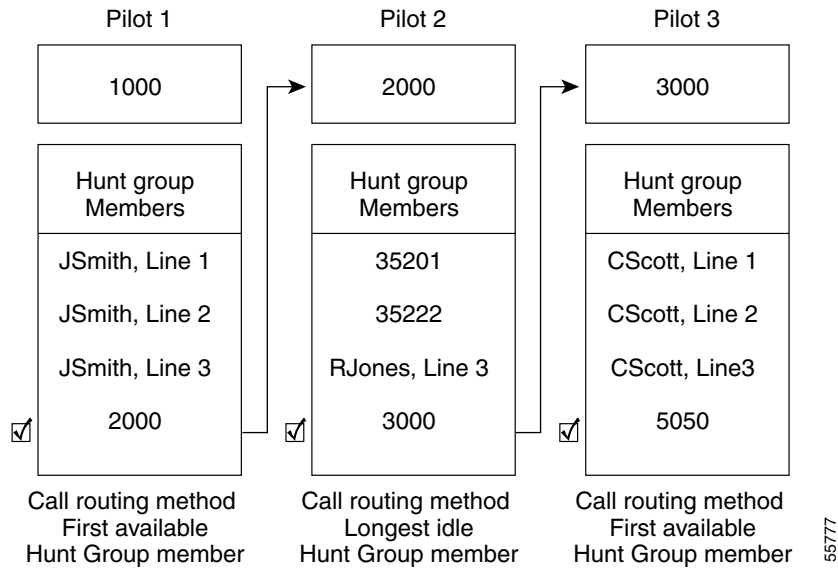 Pilot 1
1000
Hunt group
Members
JSmith, Line 1
JSmith, Line 2
JSmith, Line 3
2000
Call routing method
First available
Hunt Group member
Pilot 2
2000
Hunt group
Members
35201
35222
RJones, Line 3
3000
Call routing method
Longest idle
Hunt Group member
Pilot 3
3000
Hunt group
Members
CScott, Line 1
CScott, Line 2
CScott, Line3
5050
Call routing method
First available
Hunt Group member
55777